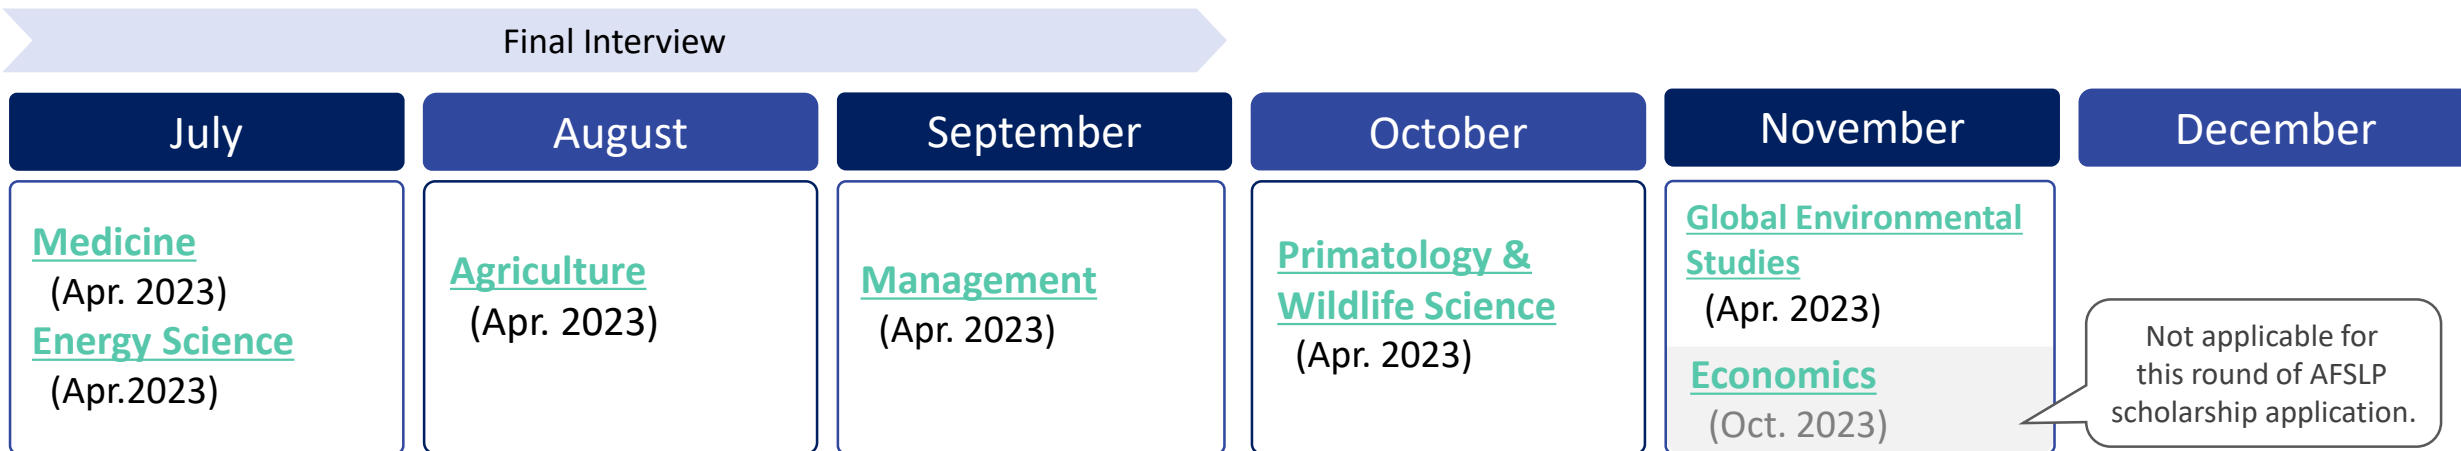 Final Interview
July
August
September
October
November
December
Medicine
(Apr. 2023)
Energy Science
(Apr.2023)
Agriculture
(Apr. 2023)
Management
(Apr. 2023)
Primatology &
Wildlife Science
(Apr. 2023)
Global Environmental
Studies
(Apr. 2023)
Economics
(Oct. 2023)
Not applicable for
this round of AFSLP
scholarship application.